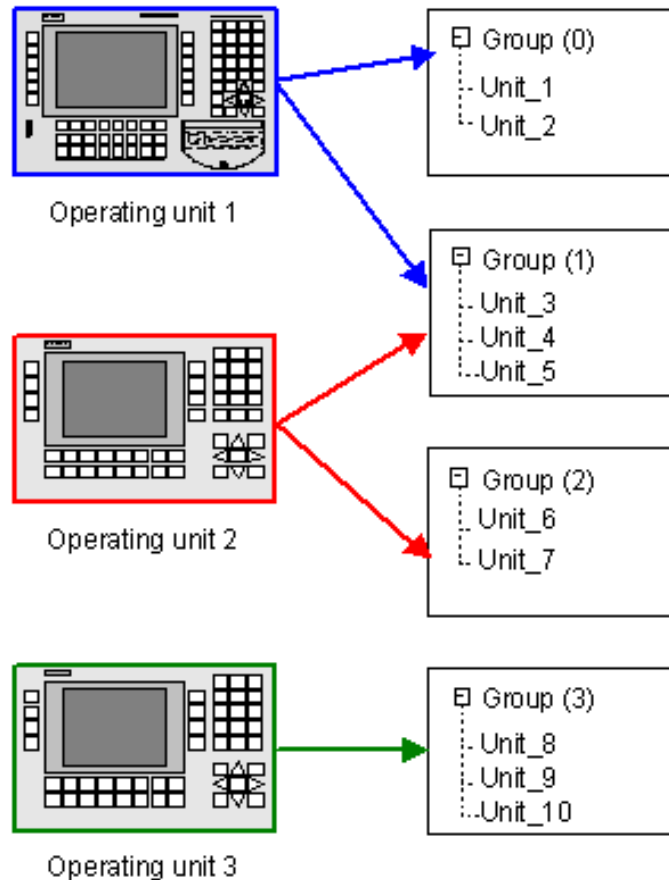 Operating unit 1
Group (0)
Unit_1
Unit_2
Group (1)
Unit_3
Unit_4
Unit_5
Operating unit 2
Group (2)
Unit_6
Unit_7
Operating unit 3
Group (3)
Unit_8
Unit_9
Unit_10